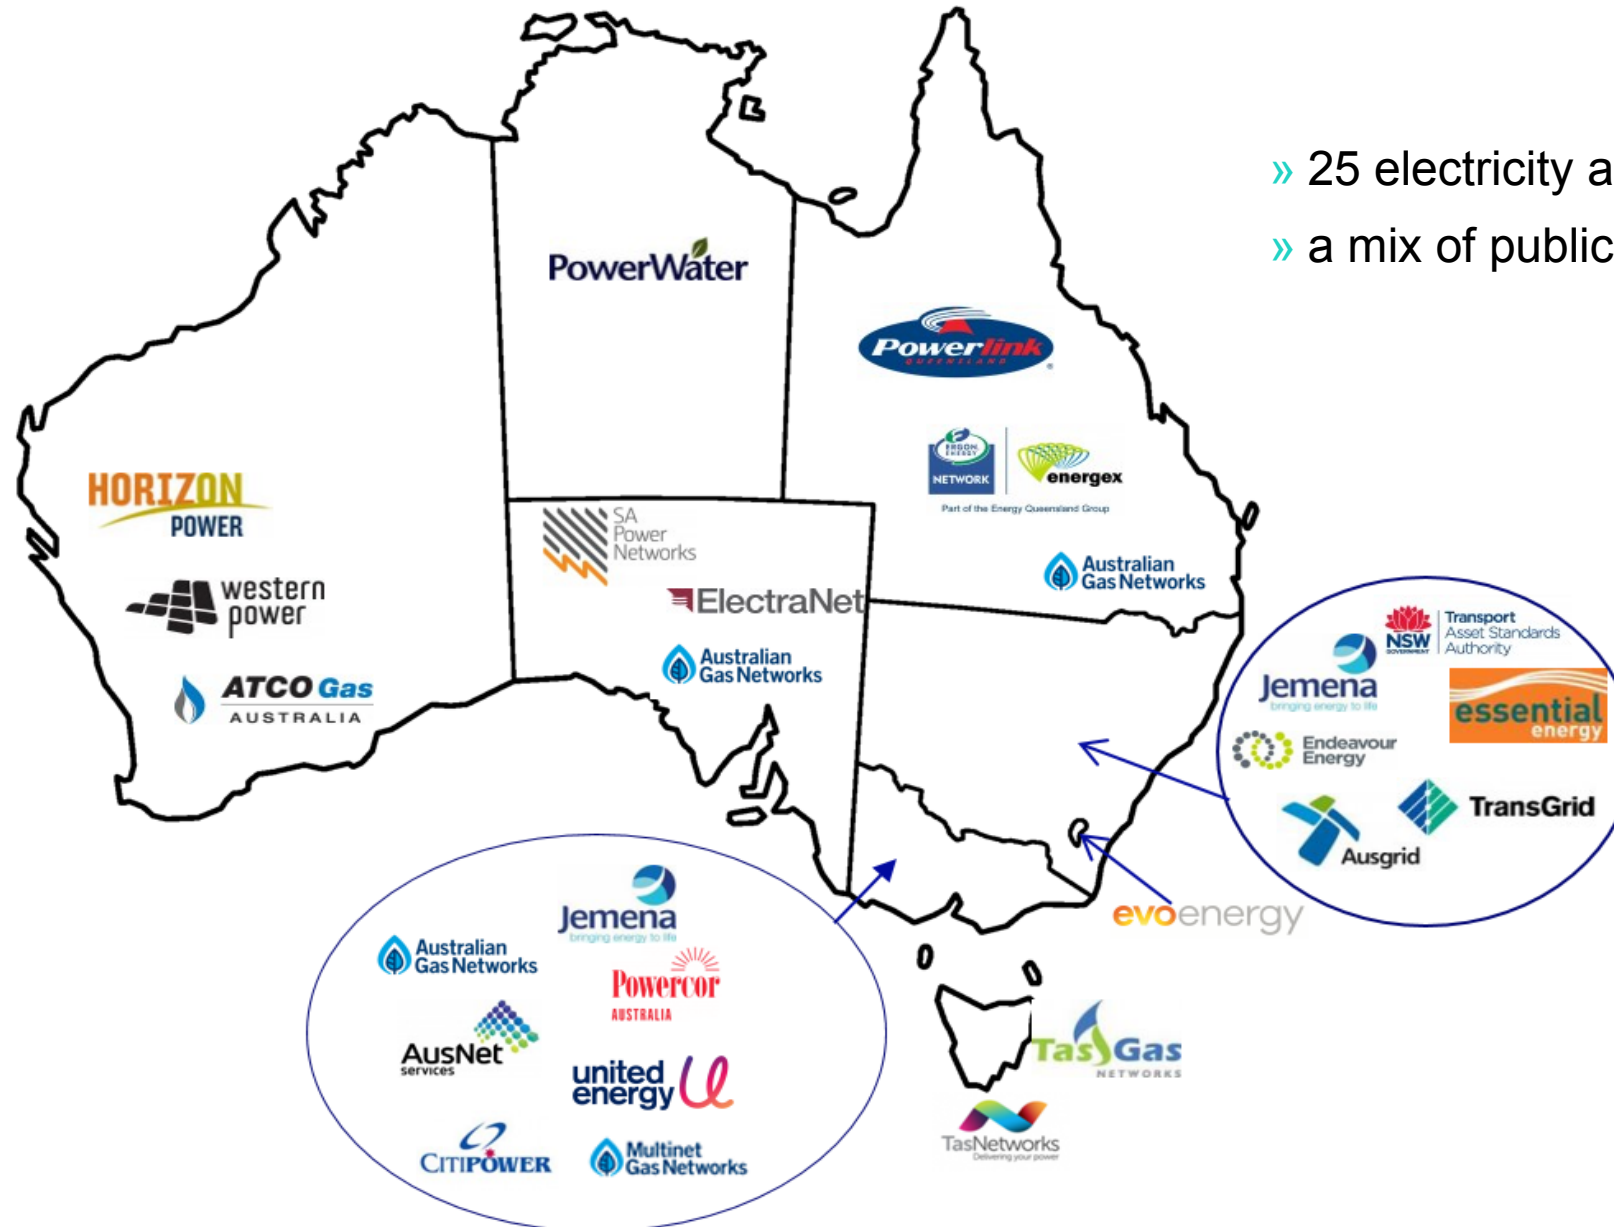 » 25 electricity a
» a mix of public
PowerWater
Powerlink
QUEENSLAND
ERGON
ENERGY
NETWORK
energex
Part of the Energy Queensland Group
Australian
Gas Networks
HORIZON
POWER
western
power
ATCO Gas
AUSTRALIA
SA
Power
Networks
ElectraNet
Australian
Gas Networks
NSW
GOVERNMENT
Transport
Asset Standards
Authority
Jemena
bringing energy to life
essential
energy
Endeavour
Energy
TransGrid
Ausgrid
evoenergy
Jemena
bringing energy to life
Australian
Gas Networks
Powercor
AUSTRALIA
AusNet
services
united
energy
CITIPOWER
Multinet
Gas Networks
TasGas
NETWORKS
TasNetworks
Delivering your power